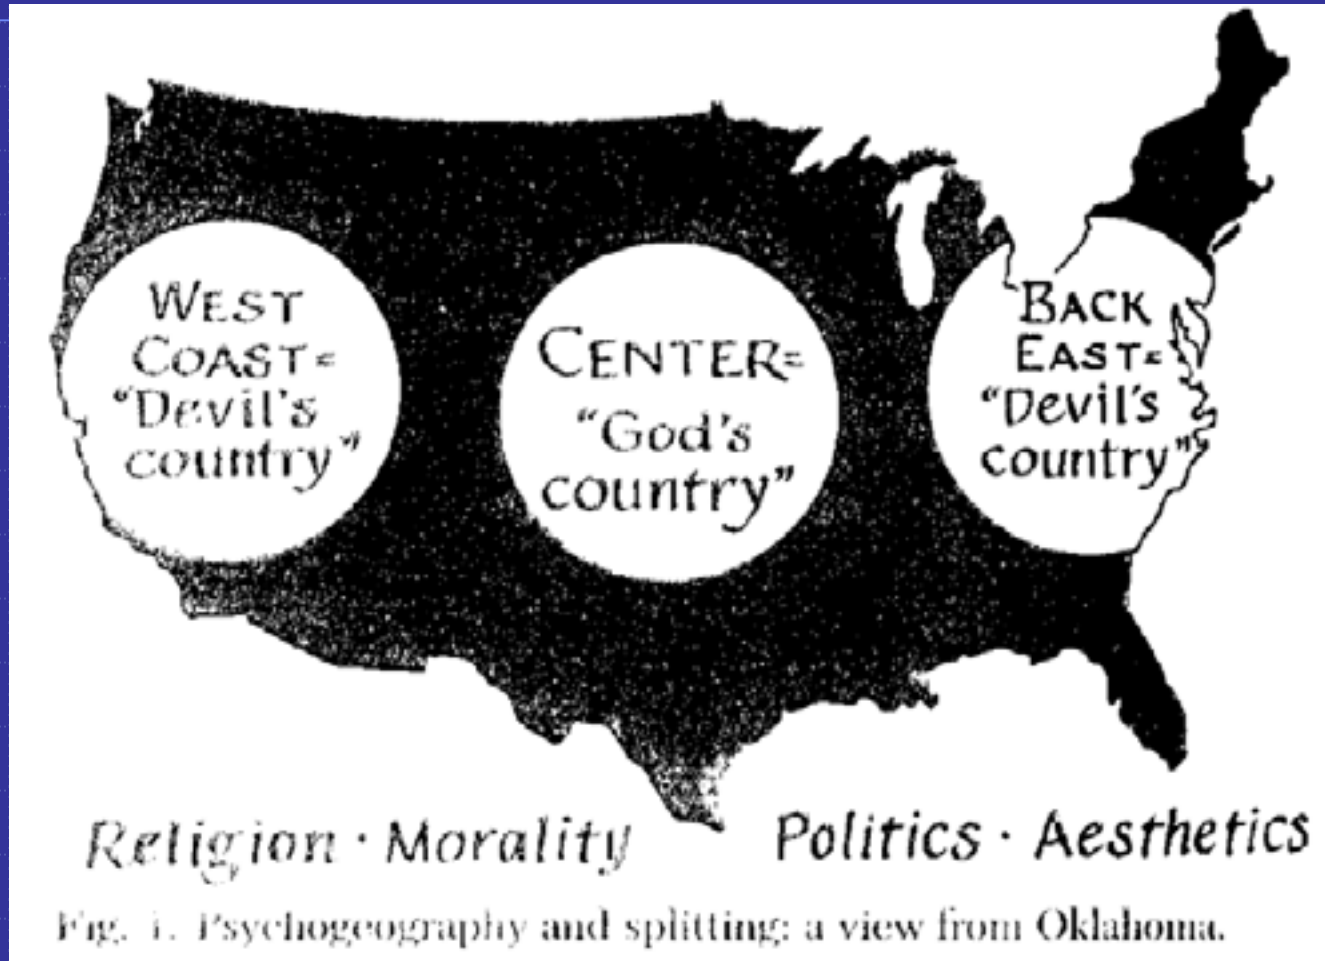 WEST
COAST=
"Devil's
country"
CENTER=
"God's
country"
BACK
EAST=
"Devil's
country"
Religion · Morality
Politics · Aesthetics
Fig. 1. Psychogeography and splitting: a view from Oklahoma.